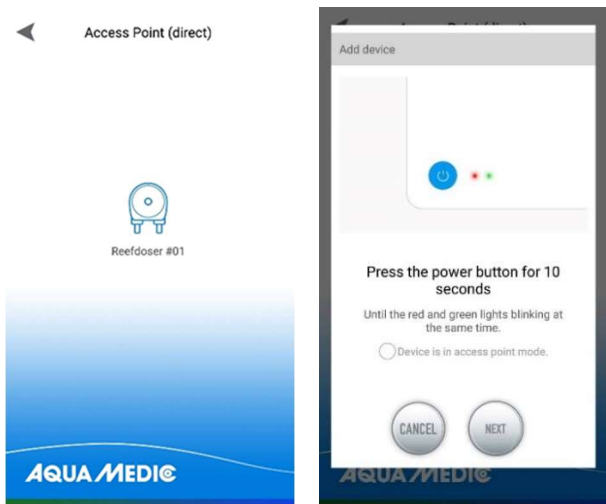 Access Point (direct)
Reefdoser #01
AQUA MEDIC
Add device
Press the power button for 10
seconds
Until the red and green lights blinking at
the same time.
Device is in access point mode.
CANCEL
NEXT
AQUA MEDIC